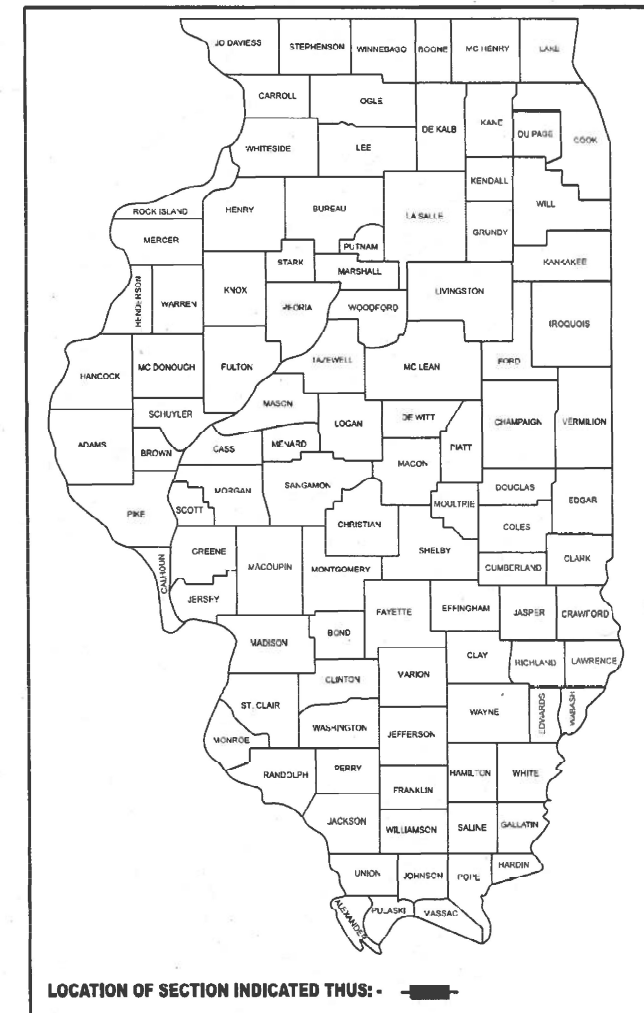 JO DAVIESS STEPHENSON WINNEBAGO BOONE MC HENRY LAKE
CARROLL OGLE DE KALB KANE DU PAGE COOK
WHITESIDE LEE
KENDALL WILL
ROCK ISLAND HENRY BUREAU LA SALLE GRUNDY
MERCER PUTNAM
STARK MARSHALL KANKAKEE
HENDERSON WARREN KNOX PEORIA WOODFORD LIVINGSTON
IROQUOIS
HANCOCK MC DONOUGH FULTON TAZEWELL MC LEAN FORD
SCHUYLER MASON LOGAN DE WITT CHAMPAIGN VERMILION
ADAMS BROWN CASS MENARD MACON PIATT
PIKE SCOTT MORGAN SANGAMON MOULTRIE DOUGLAS EDGAR
CHRISTIAN COLES
CALHOUN GREENE MACOUPIN MONTGOMERY SHELBY CUMBERLAND CLARK
JERSEY FAYETTE EFFINGHAM JASPER CRAWFORD
MADISON BOND
CLAY RICHLAND LAWRENCE
CLINTON MARION
ST. CLAIR WAYNE EDWARDS WABASH
MONROE WASHINGTON JEFFERSON
RANDOLPH PERRY HAMILTON WHITE
FRANKLIN
JACKSON WILLIAMSON SALINE GALLATIN
UNION JOHNSON POPE HARDIN
ALEXANDER PULASKI MASSAC
LOCATION OF SECTION INDICATED THUS: -